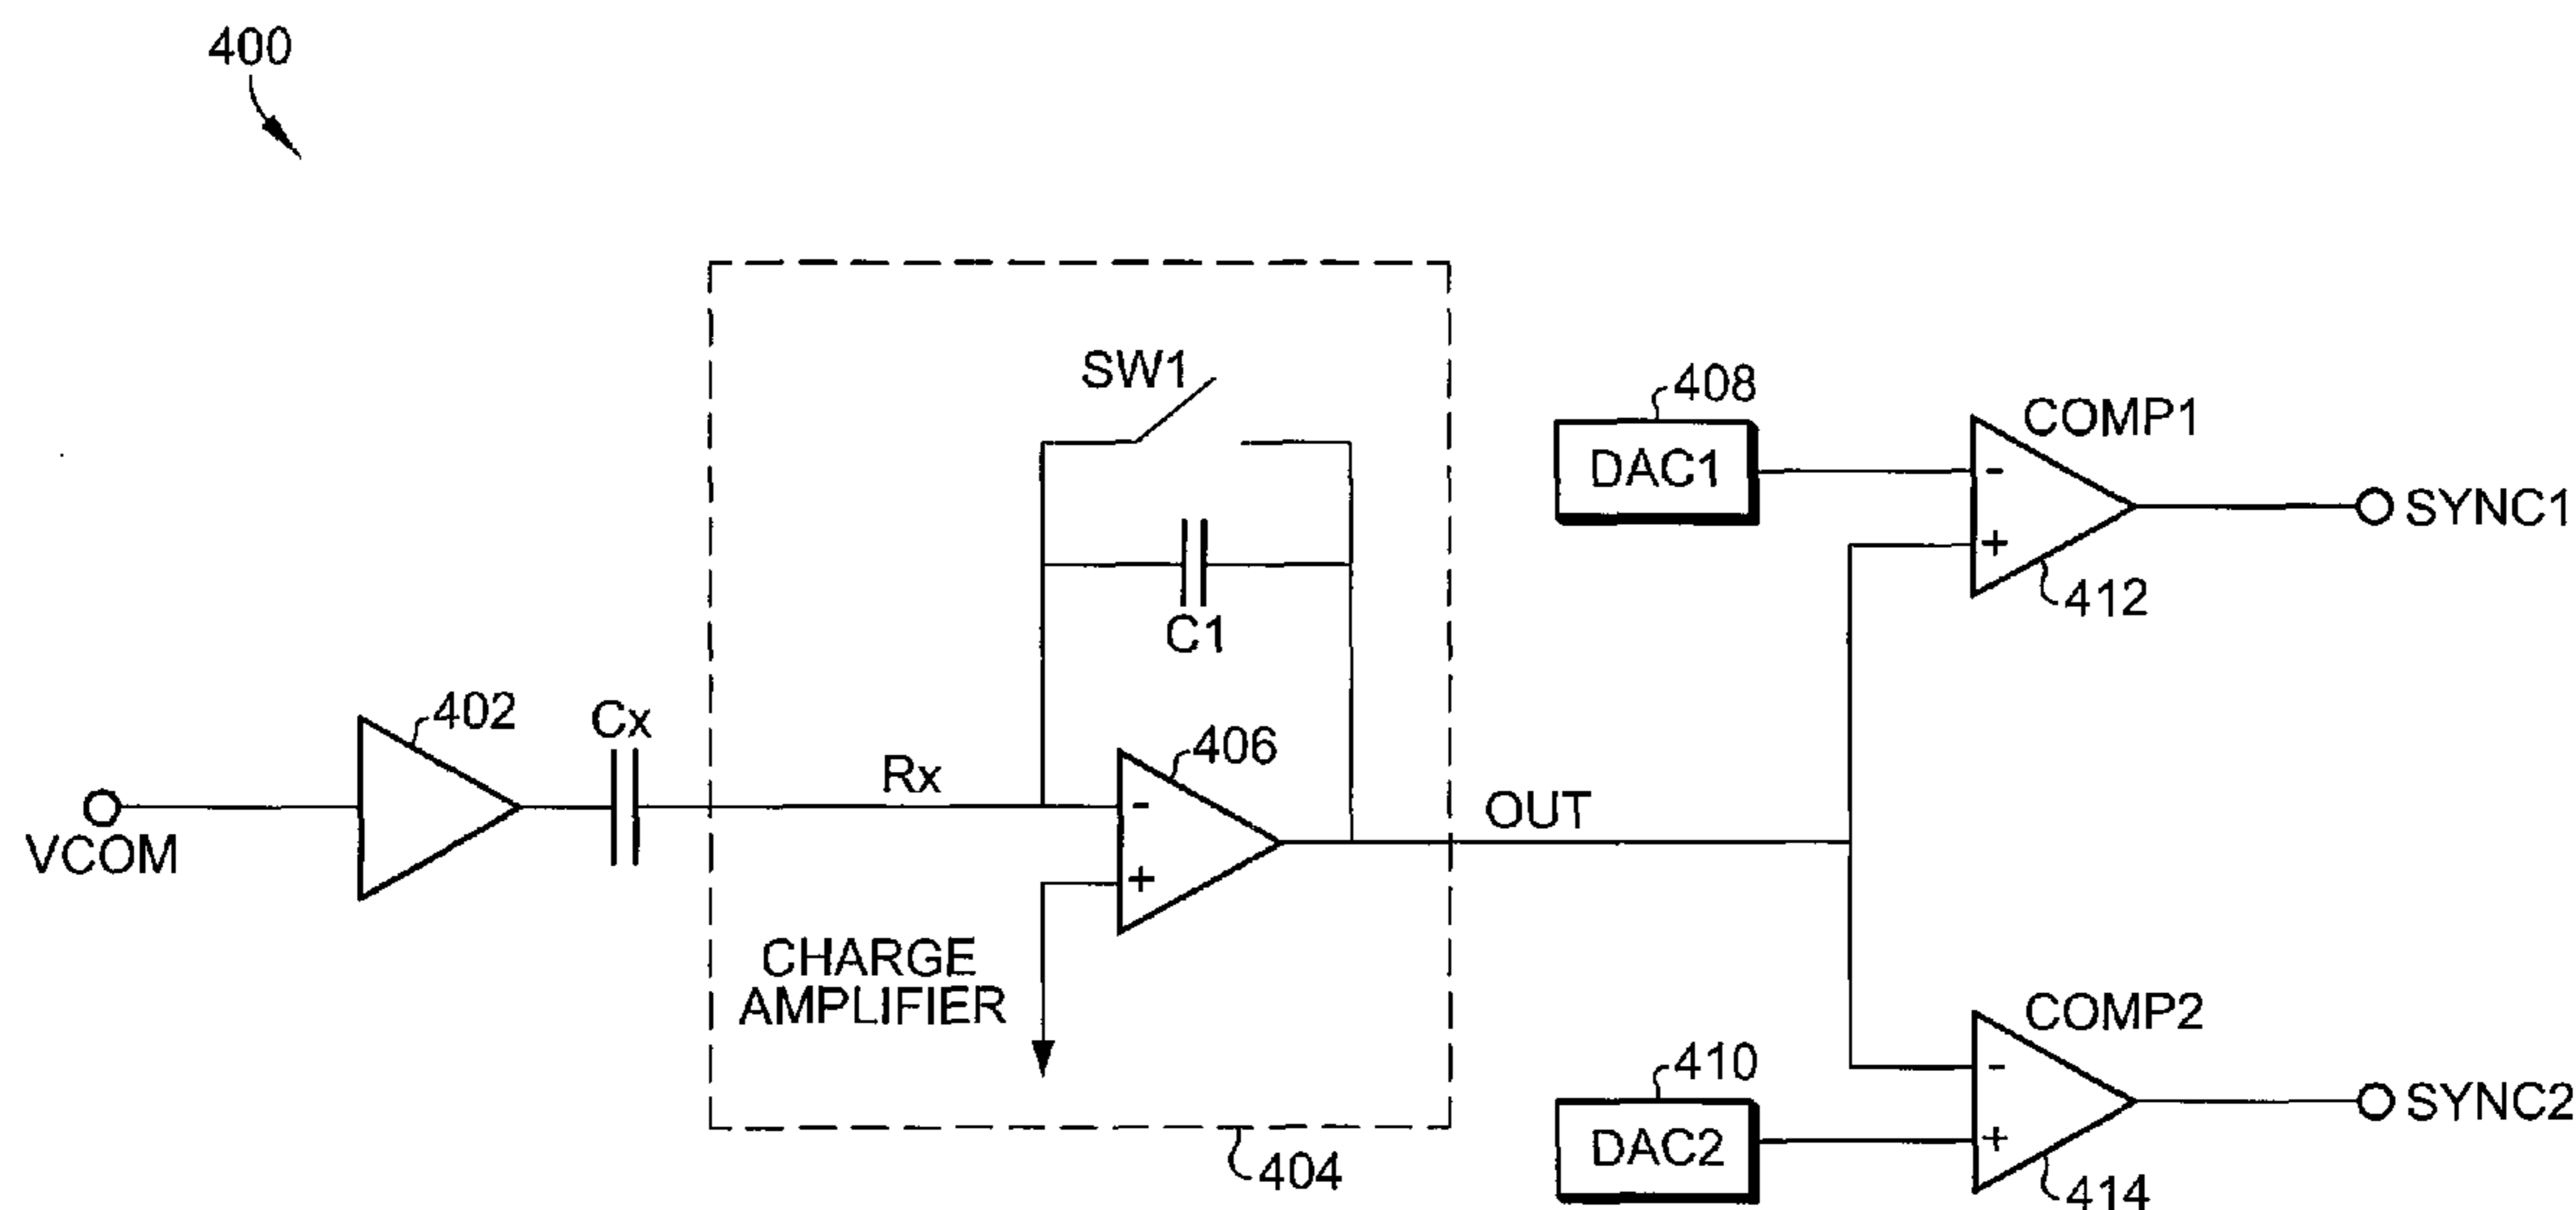 400
SW1
408
DAC1
COMP1
-
+
SYNC1
412
C1
402
Cx
Rx
406
-
+
OUT
VCOM
CHARGE
AMPLIFIER
COMP2
410
DAC2
-
+
SYNC2
404
414